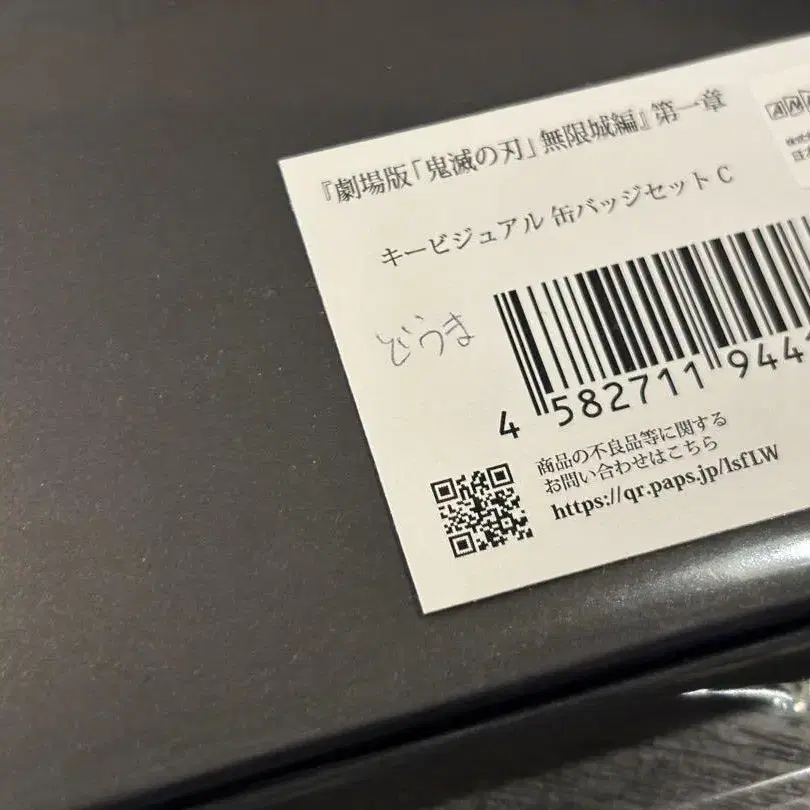 『劇場版「鬼滅の刃」無限城編』第一章
キービジュアル 缶バッジセット C
どうま
4 582711 944
商品の不良品等に関する
お問い合わせはこちら
https://qr.paps.jp/1sf1W